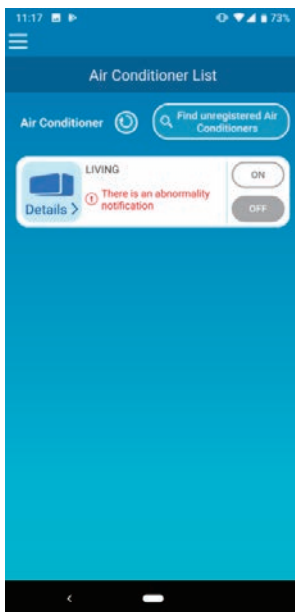 11:17 73%
Air Conditioner List
Air Conditioner
Find unregistered Air
Conditioners
LIVING
There is an abnormality
notification
Details >
ON
OFF